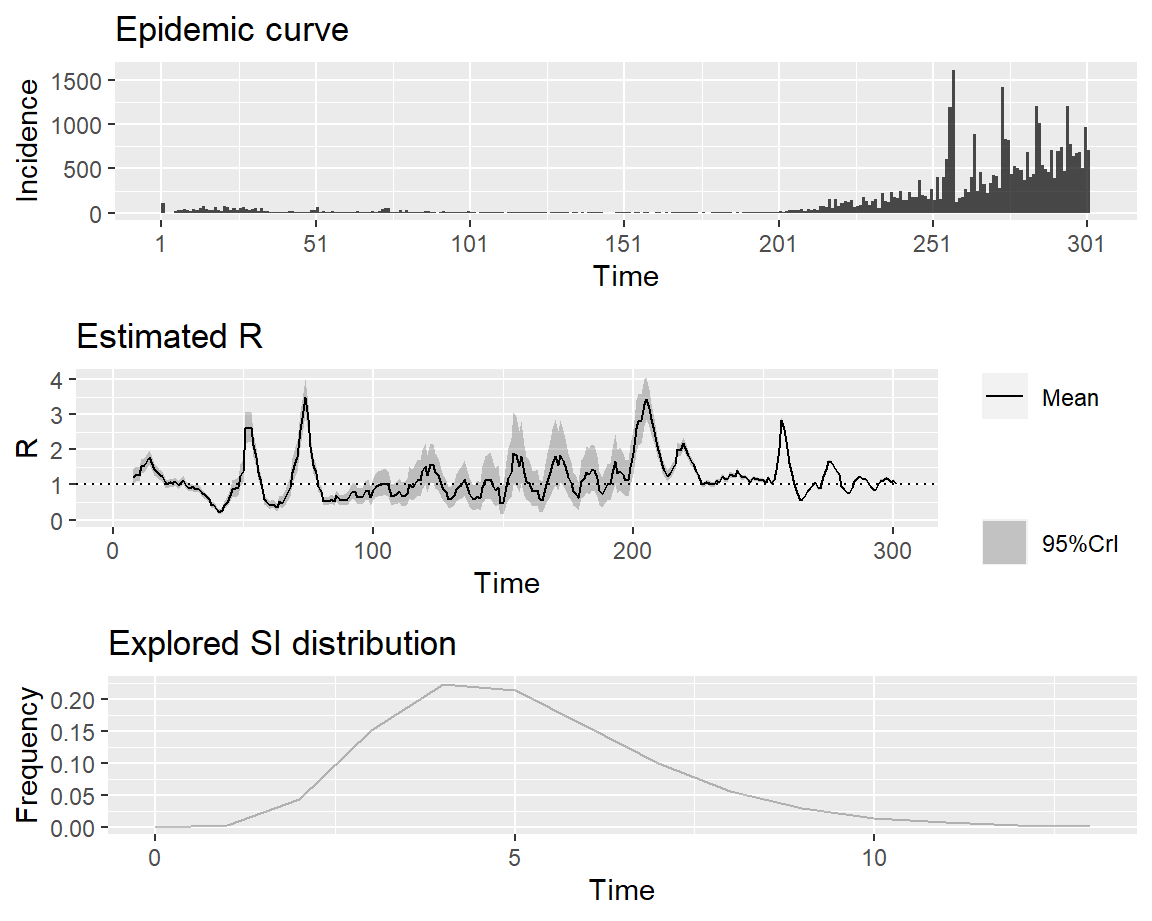 Epidemic curve
Incidence
1500
1000
500
0
1 51 101 151 201 251 301
Time
Estimated R
R
4
3
2
1
0
0 100 200 300
Time
Mean
95%CrI
Explored SI distribution
Frequency
0.20
0.15
0.10
0.05
0.00
0 5 10
Time